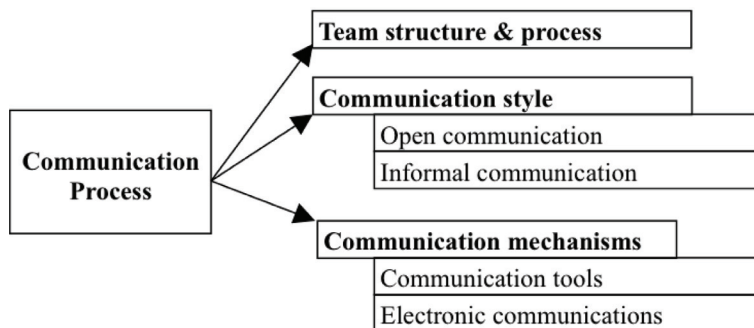 Team structure & process
Communication style
Open communication
Informal communication
Communication
Process
Communication mechanisms
Communication tools
Electronic communications